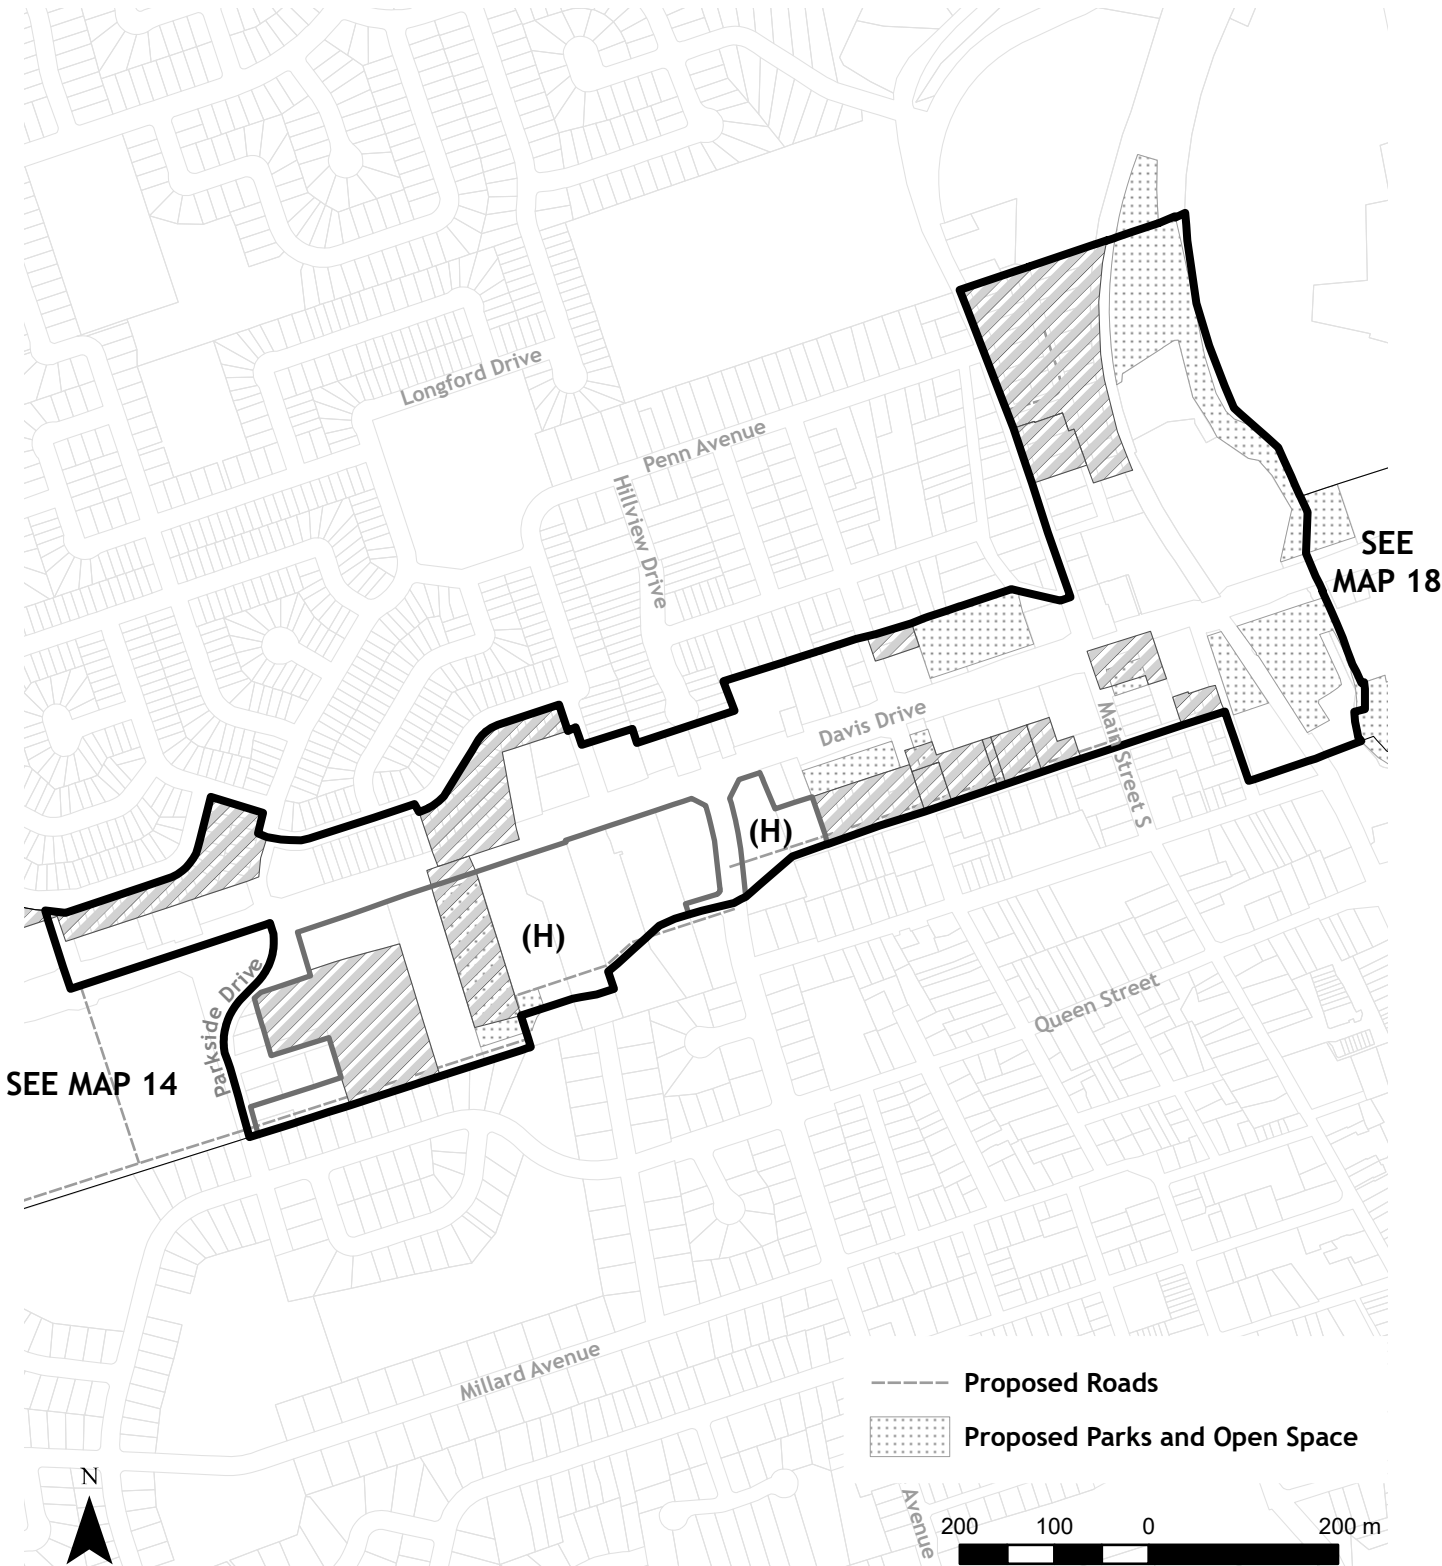 Longford Drive
Penn Avenue
Hillview Drive
SEE
MAP 18
Davis Drive
Main Street S
(H)
(H)
Parkside Drive
Queen Street
SEE MAP 14
Millard Avenue
Proposed Roads
Proposed Parks and Open Space
N
Avenue
200 100 0 200 m